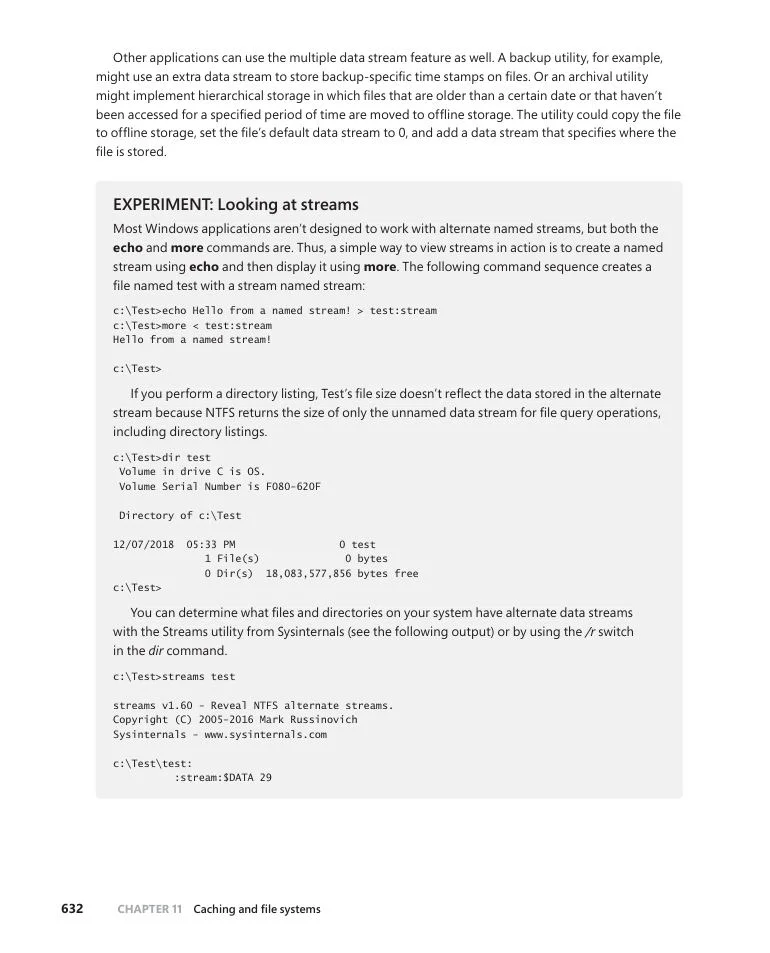 Other applications can use the multiple data stream feature as well. A backup utility, for example,
might use an extra data stream to store backup-specific time stamps on files. Or an archival utility
might implement hierarchical storage in which files that are older than a certain date or that haven’t
been accessed for a specified period of time are moved to offline storage. The utility could copy the file
to offline storage, set the file’s default data stream to 0, and add a data stream that specifies where the
file is stored.
EXPERIMENT: Looking at streams
Most Windows applications aren’t designed to work with alternate named streams, but both the
echo and more commands are. Thus, a simple way to view streams in action is to create a named
stream using echo and then display it using more. The following command sequence creates a
file named test with a stream named stream:
c:\Test>echo Hello from a named stream! > test:stream
c:\Test>more < test:stream
Hello from a named stream!
c:\Test>
If you perform a directory listing, Test’s file size doesn’t reflect the data stored in the alternate
stream because NTFS returns the size of only the unnamed data stream for file query operations,
including directory listings.
c:\Test>dir test
Volume in drive C is OS.
Volume Serial Number is F080-620F
Directory of c:\Test
12/07/2018 05:33 PM 0 test
1 File(s) 0 bytes
0 Dir(s) 18,083,577,856 bytes free
c:\Test>
You can determine what files and directories on your system have alternate data streams
with the Streams utility from Sysinternals (see the following output) or by using the /r switch
in the dir command.
c:\Test>streams test
streams v1.60 - Reveal NTFS alternate streams.
Copyright (C) 2005-2016 Mark Russinovich
Sysinternals - www.sysinternals.com
c:\Test\test:
:stream:$DATA 29
632 CHAPTER 11 Caching and file systems